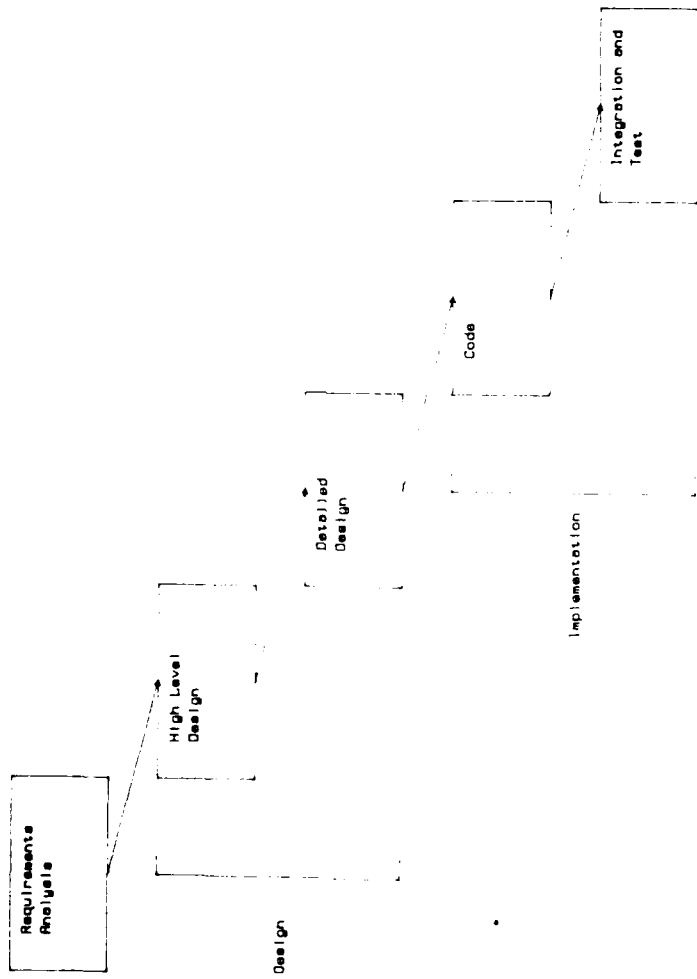 Requirements
Analysis
High Level
Design
Design
Detailed
Design
Code
Implementation
Integration and
Test